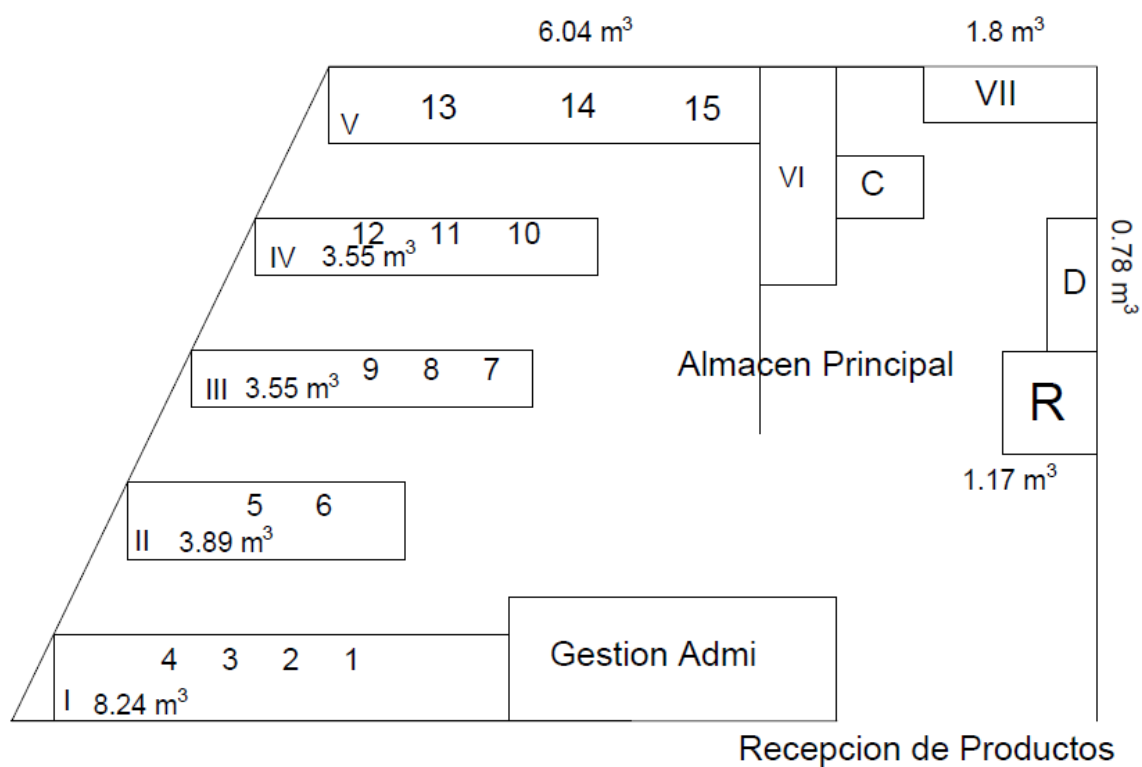 6.04 m³ 1.8 m³
V 13 14 15 VII
VI C
12 11 10
IV 3.55 m³
0.78 m³
D
9 8 7
III 3.55 m³
Almacen Principal
R
1.17 m³
5 6
II 3.89 m³
4 3 2 1
I 8.24 m³
Gestion Admi
Recepcion de Productos